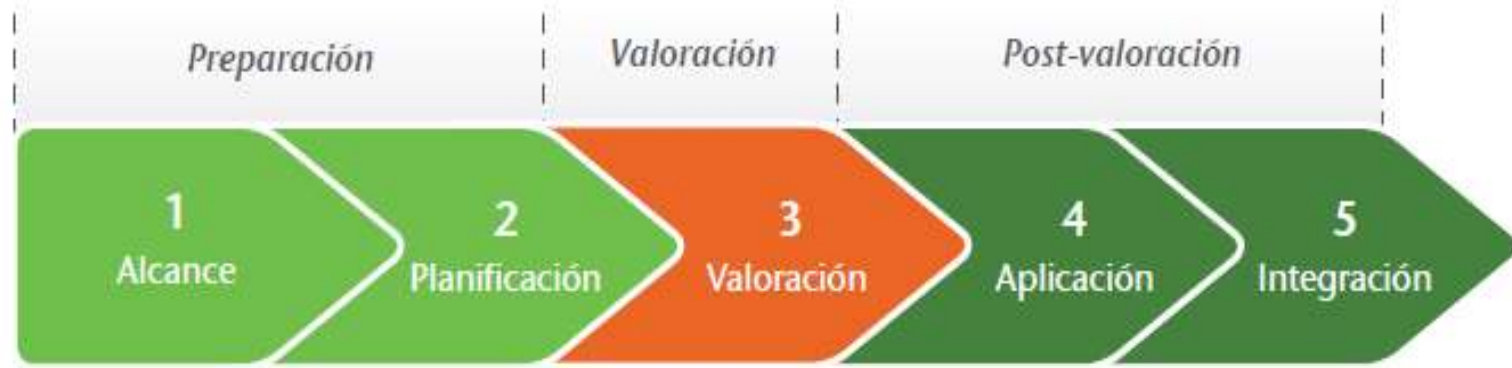 Preparación
Valoración
Post-valoración
1
Alcance
2
Planificación
3
Valoración
4
Aplicación
5
Integración